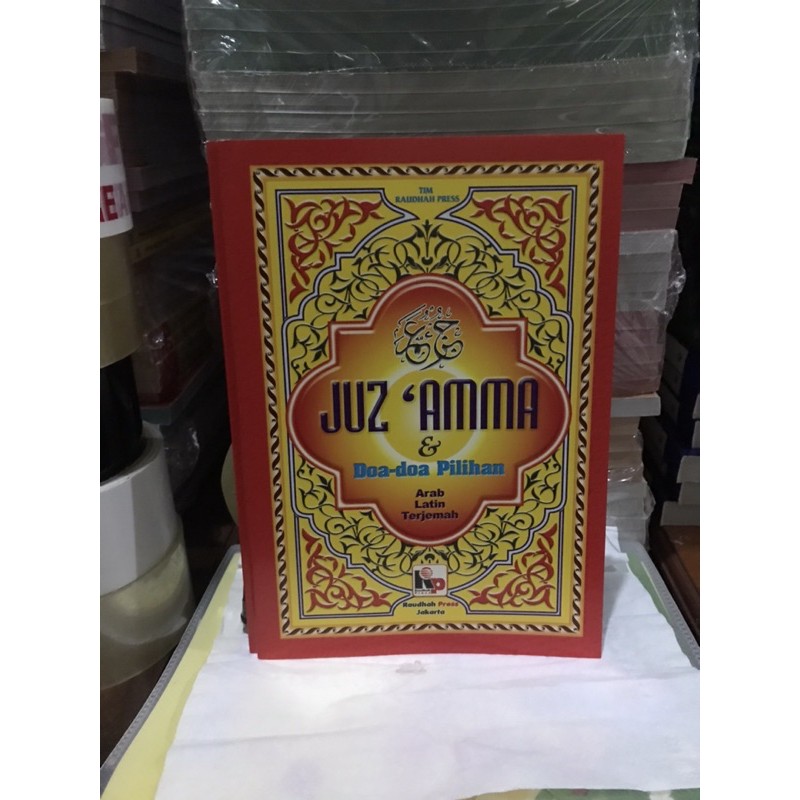 TIM
RAUDHAH PRESS
جزء عم
JUZ ‘AMMA
&
Doa-doa Pilihan
Arab
Latin
Terjemah
Raudhah Press
Jakarta